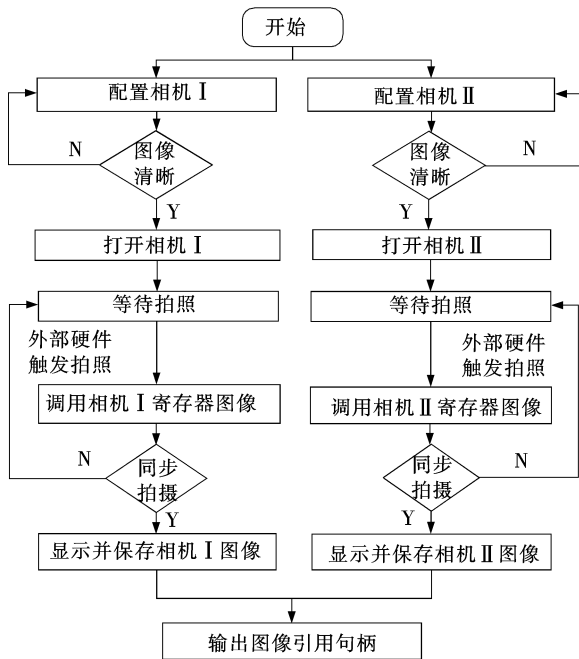 开始
配置相机Ⅰ
配置相机Ⅱ
N
图像
清晰
图像
清晰
N
Y
Y
打开相机Ⅰ
打开相机Ⅱ
等待拍照
等待拍照
外部硬件
触发拍照
外部硬件
触发拍照
调用相机Ⅰ寄存器图像
调用相机Ⅱ寄存器图像
N
同步
拍摄
同步
拍摄
N
Y
Y
显示并保存相机Ⅰ图像
显示并保存相机Ⅱ图像
输出图像引用句柄